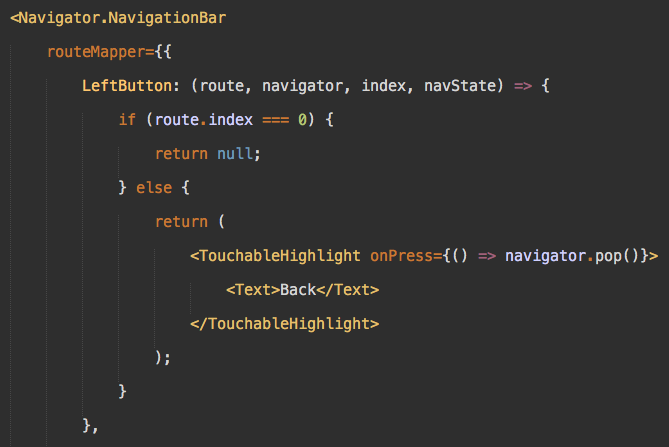 <Navigator.NavigationBar
    routeMapper={{
        LeftButton: (route, navigator, index, navState) => {
            if (route.index === 0) {
                return null;
            } else {
                return (
                    <TouchableHighlight onPress={() => navigator.pop()}>
                        <Text>Back</Text>
                    </TouchableHighlight>
                );
            }
        },